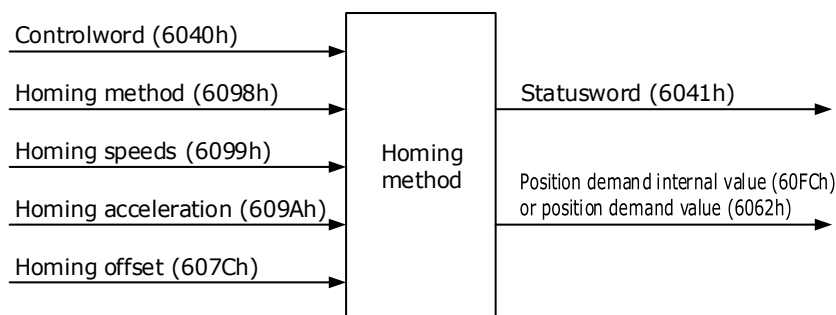 Controlword (6040h)
Homing method (6098h)
Homing speeds (6099h)
Homing acceleration (609Ah)
Homing offset (607Ch)
Homing
method
Statusword (6041h)
Position demand internal value (60FCh)
or position demand value (6062h)